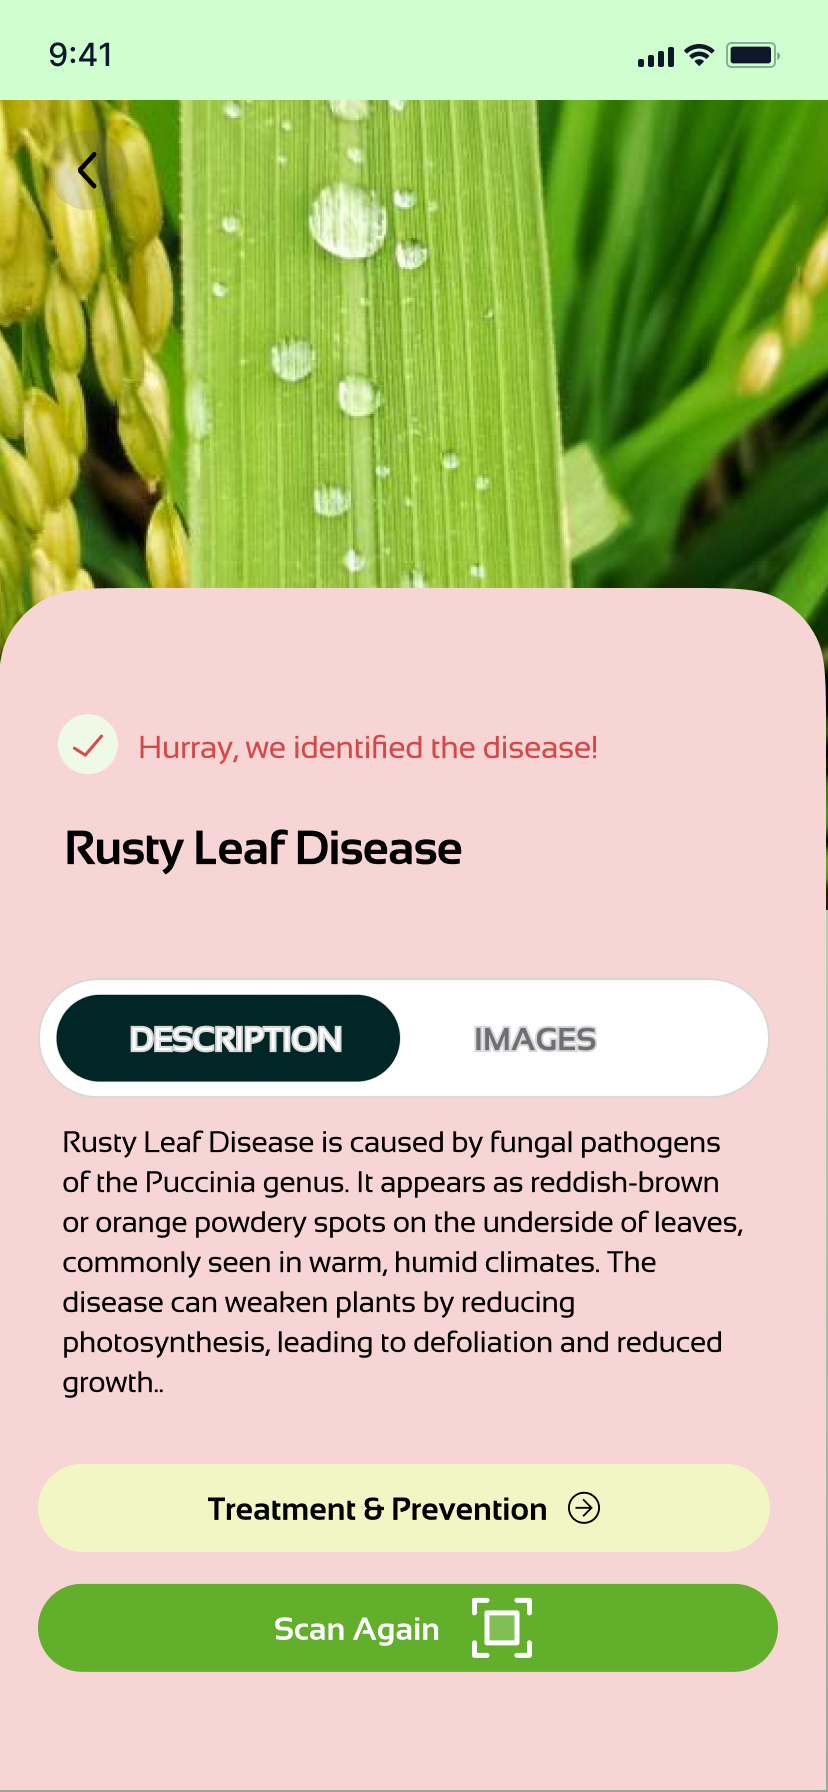 9:41
Hurray, we identified the disease!
Rusty Leaf Disease
DESCRIPTION
IMAGES
Rusty Leaf Disease is caused by fungal pathogens
of the Puccinia genus. It appears as reddish-brown
or orange powdery spots on the underside of leaves,
commonly seen in warm, humid climates. The
disease can weaken plants by reducing
photosynthesis, leading to defoliation and reduced
growth..
Treatment & Prevention
Scan Again